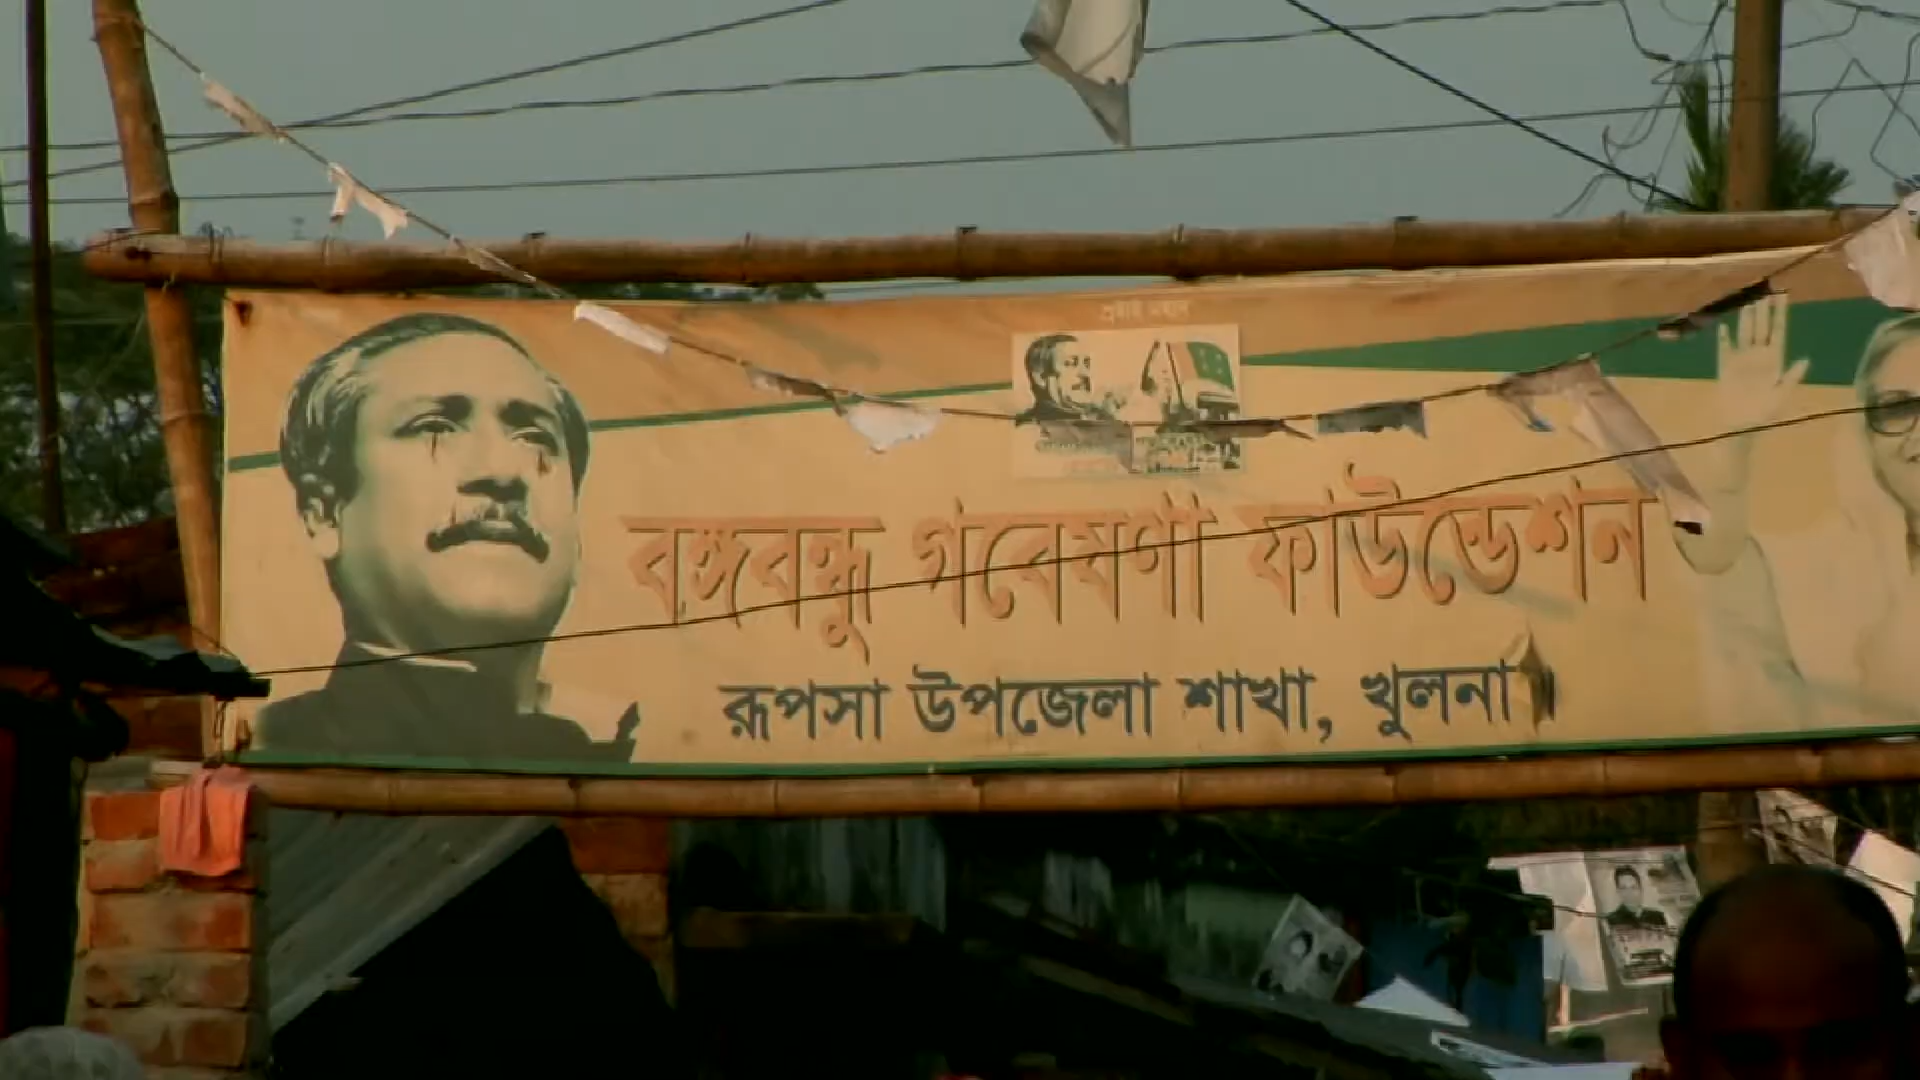 বঙ্গবন্ধু গবেষণা ফাউন্ডেশন
রূপসা উপজেলা শাখা, খুলনা।